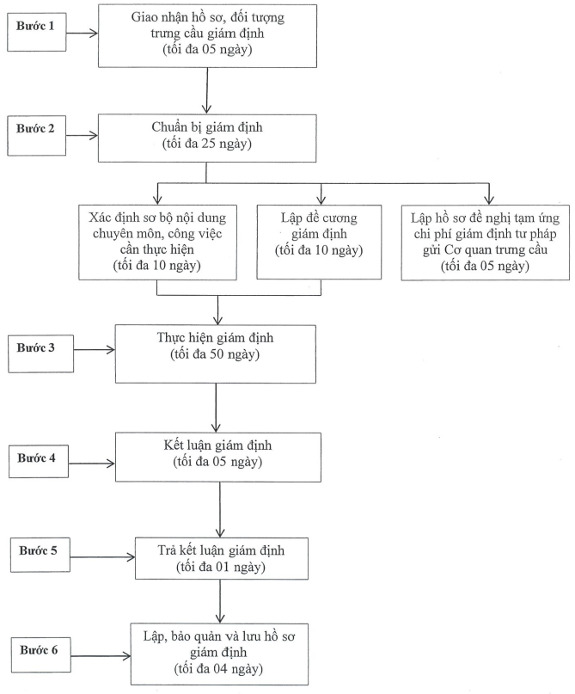 Bước 1
Giao nhận hồ sơ, đối tượng
trưng cầu giám định
(tối đa 05 ngày)
Bước 2
Chuẩn bị giám định
(tối đa 25 ngày)
Xác định sơ bộ nội dung
chuyên môn, công việc
cần thực hiện
(tối đa 10 ngày)
Lập đề cương
giám định
(tối đa 10 ngày)
Lập hồ sơ đề nghị tạm ứng
chi phí giám định tư pháp
gửi Cơ quan trưng cầu
(tối đa 05 ngày)
Bước 3
Thực hiện giám định
(tối đa 50 ngày)
Bước 4
Kết luận giám định
(tối đa 05 ngày)
Bước 5
Trả kết luận giám định
(tối đa 01 ngày)
Bước 6
Lập, bảo quản và lưu hồ sơ
giám định
(tối đa 04 ngày)